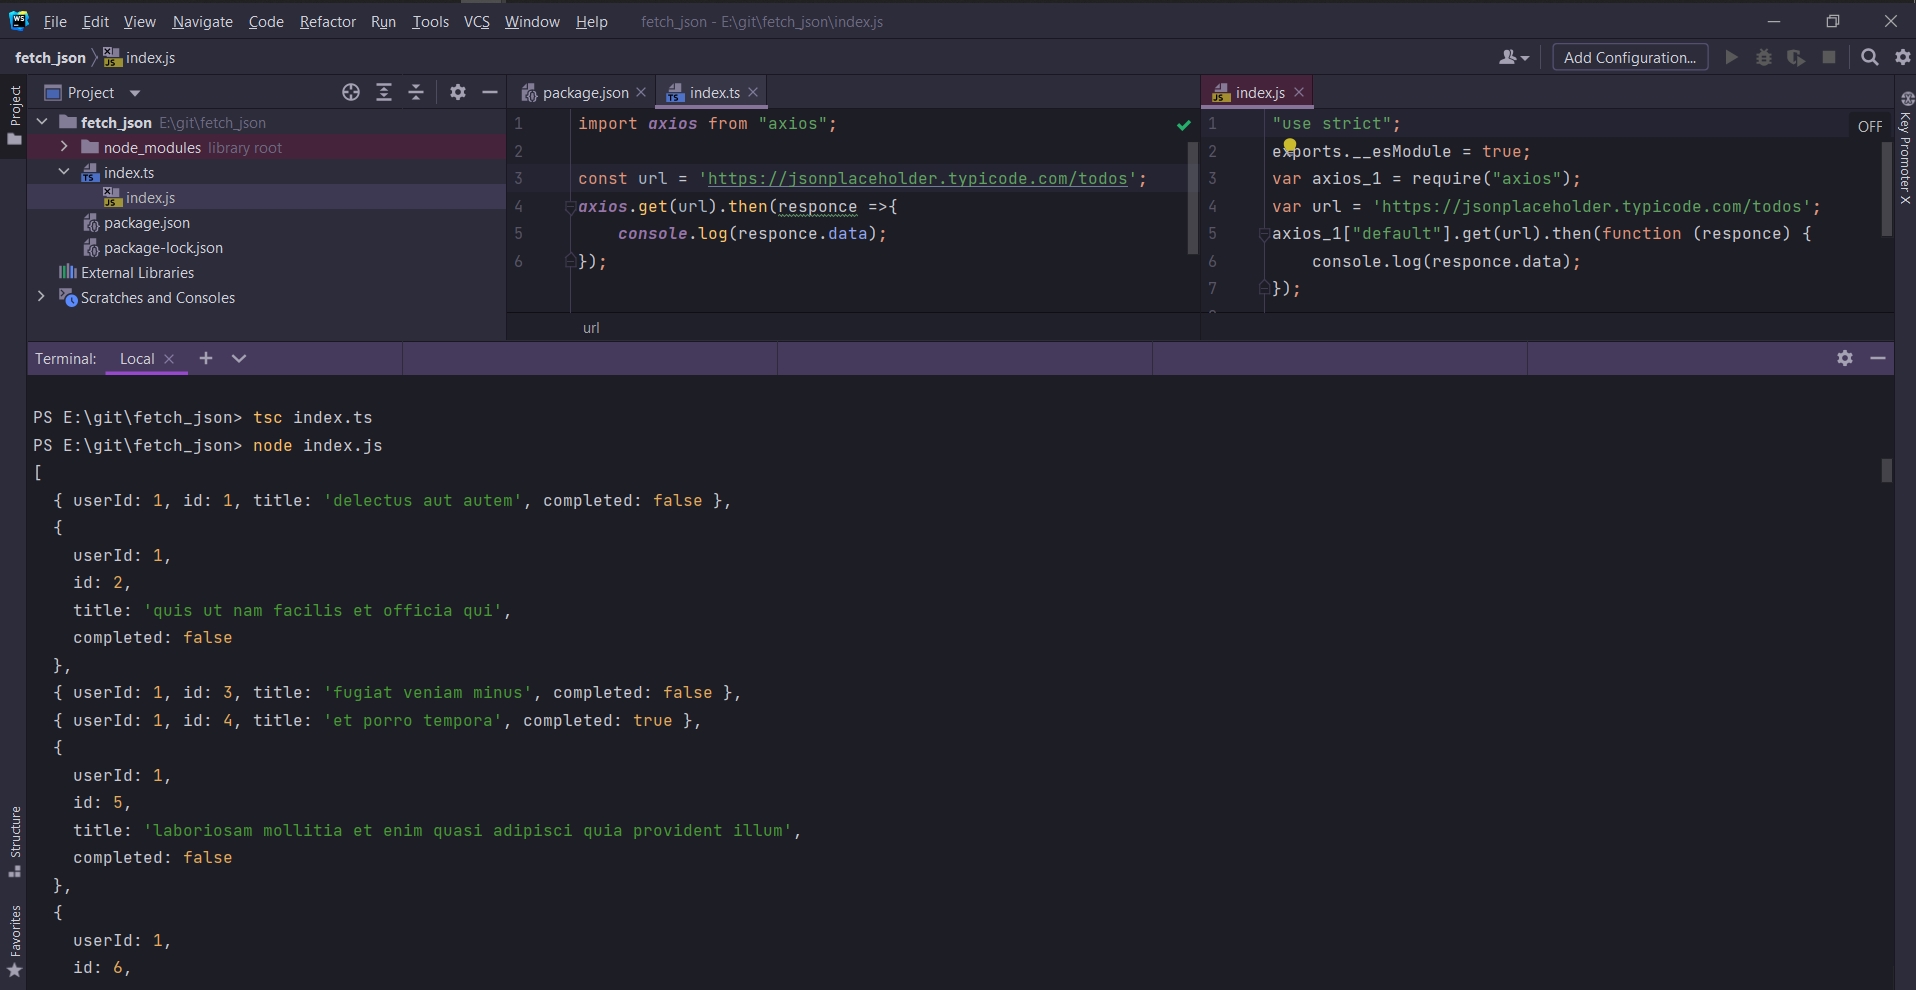 WS File Edit View Navigate Code Refactor Run Tools VCS Window Help fetch_json - E:\git\fetch_json\index.js
fetch_json index.js Add Configuration...
Project
Project
package.json
index.ts
index.js
fetch_json E:\git\fetch_json
node_modules library root
index.ts
index.js
package.json
package-lock.json
External Libraries
Scratches and Consoles
1 import axios from "axios";
2
3 const url = 'https://jsonplaceholder.typicode.com/todos';
4 axios.get(url).then(responce =>{
5 console.log(responce.data);
6 });
url
OFF
1 "use strict";
2 exports.__esModule = true;
3 var axios_1 = require("axios");
4 var url = 'https://jsonplaceholder.typicode.com/todos';
5 axios_1["default"].get(url).then(function (responce) {
6 console.log(responce.data);
7 });
Key Promoter X
Terminal: Local
PS E:\git\fetch_json> tsc index.ts
PS E:\git\fetch_json> node index.js
[
{ userId: 1, id: 1, title: 'delectus aut autem', completed: false },
{
userId: 1,
id: 2,
title: 'quis ut nam facilis et officia qui',
completed: false
},
{ userId: 1, id: 3, title: 'fugiat veniam minus', completed: false },
{ userId: 1, id: 4, title: 'et porro tempora', completed: true },
{
userId: 1,
id: 5,
title: 'laboriosam mollitia et enim quasi adipisci quia provident illum',
completed: false
},
{
userId: 1,
id: 6,
Structure
Favorites